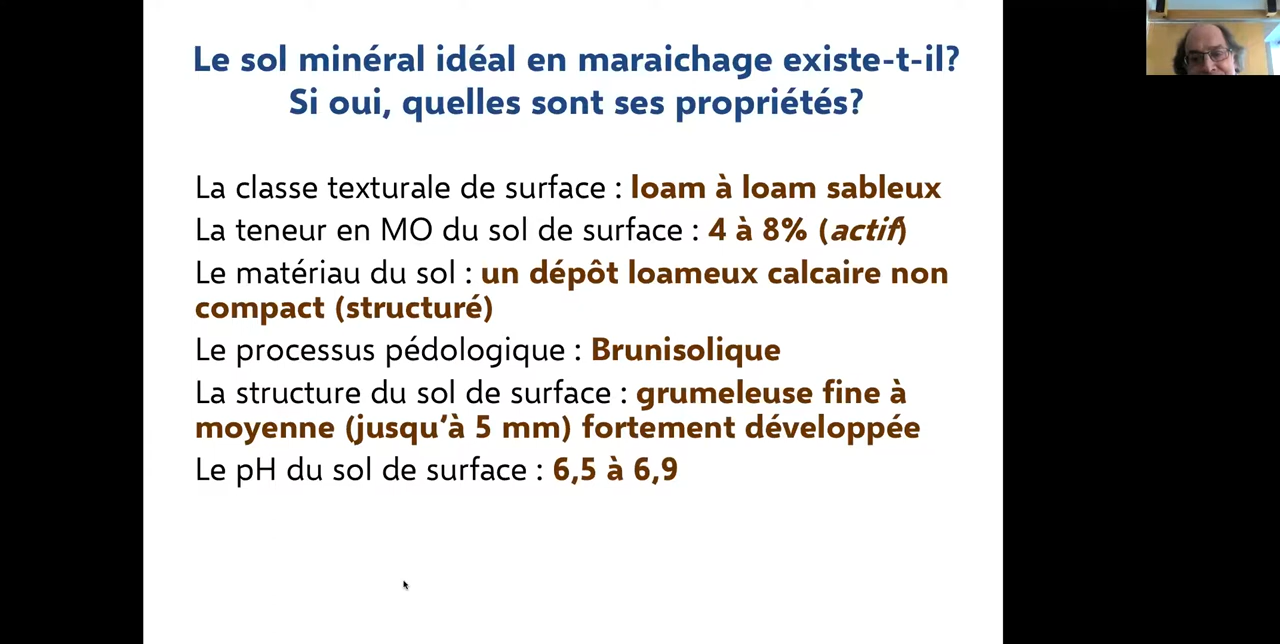 Le sol minéral idéal en maraichage existe-t-il?
Si oui, quelles sont ses propriétés?
La classe texturale de surface : loam à loam sableux
La teneur en MO du sol de surface : 4 à 8% (actif)
Le matériau du sol : un dépôt loameux calcaire non
compact (structuré)
Le processus pédologique : Brunisolique
La structure du sol de surface : grumeleuse fine à
moyenne (jusqu'à 5 mm) fortement développée
Le pH du sol de surface : 6,5 à 6,9